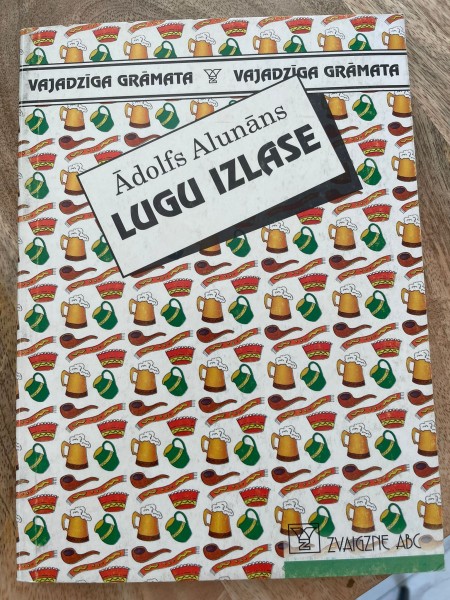 VAJADZĪGA GRĀMATA VAJADZĪGA GRĀMATA
Ādolfs Alunāns
LUGU IZLASE
ZVAIGZNE ABC